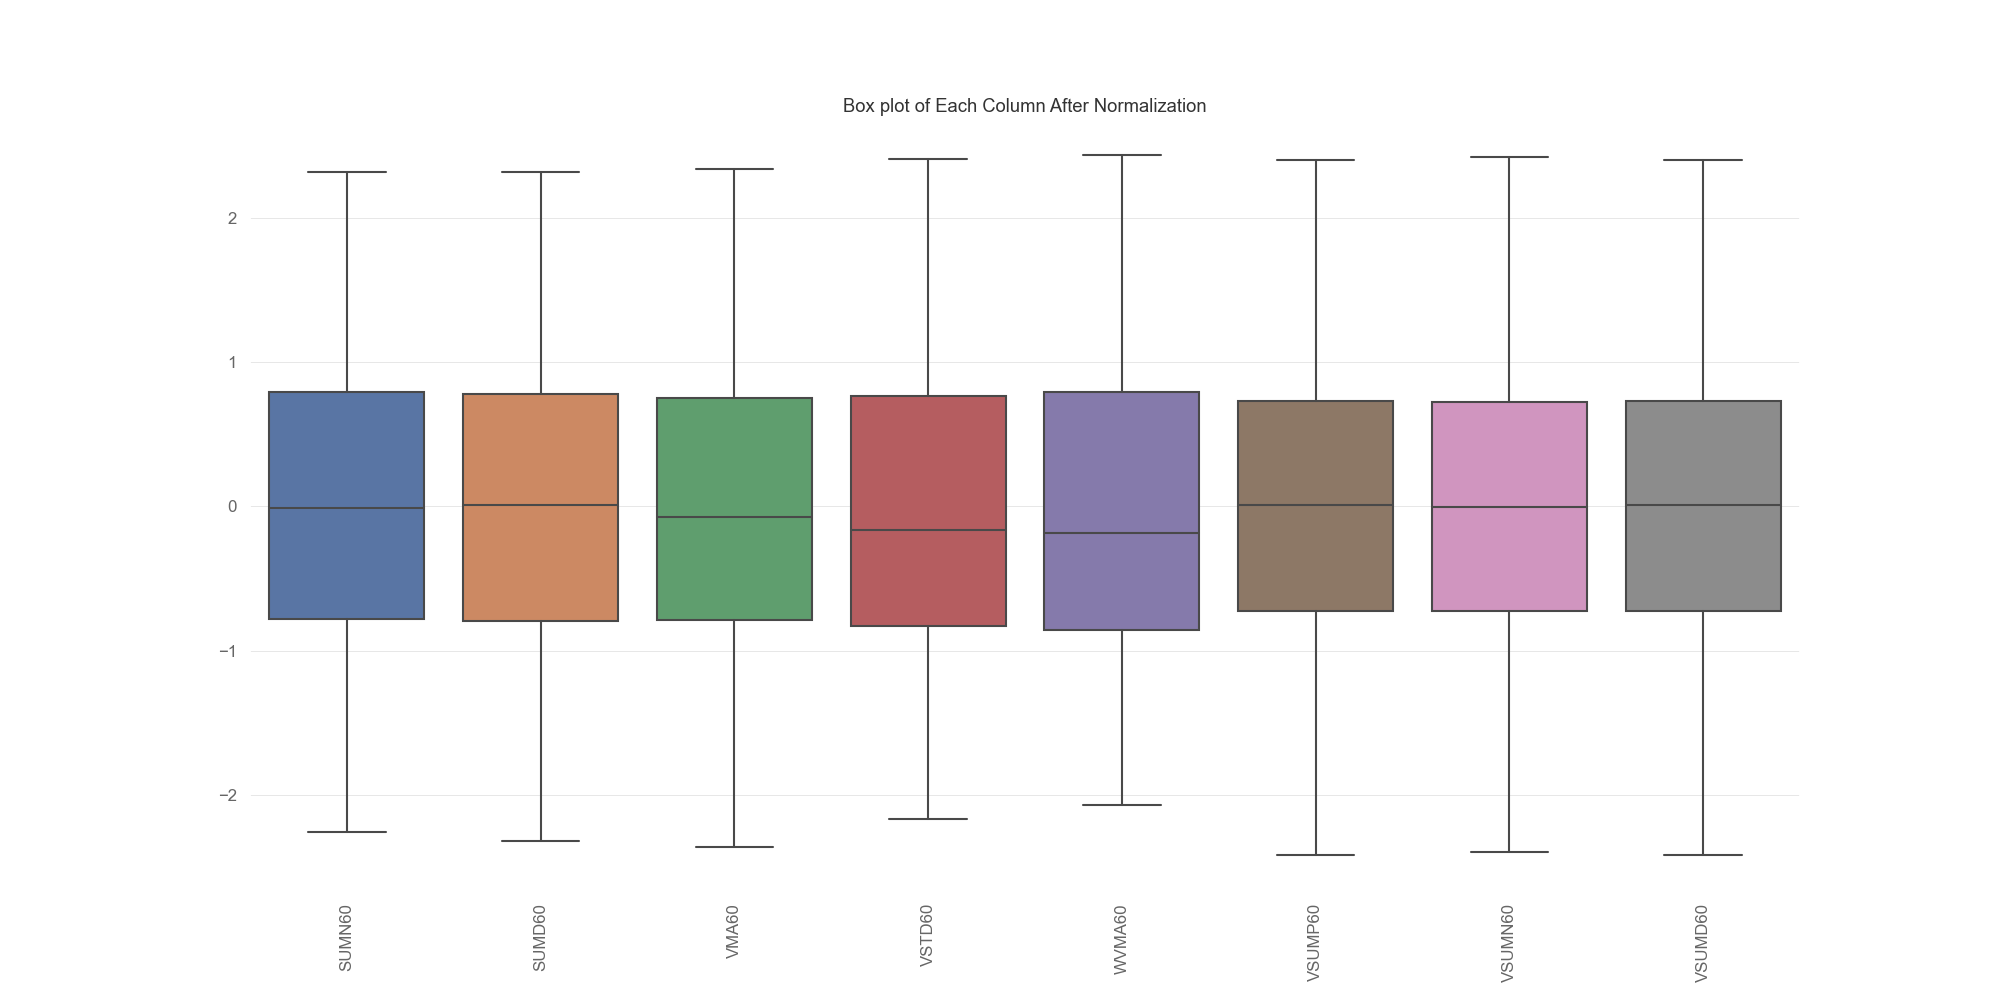 Box plot of Each Column After Normalization
2
1
0
−1
−2
SUMN60
SUMD60
VMA60
VSTD60
WVMA60
VSUMP60
VSUMN60
VSUMD60